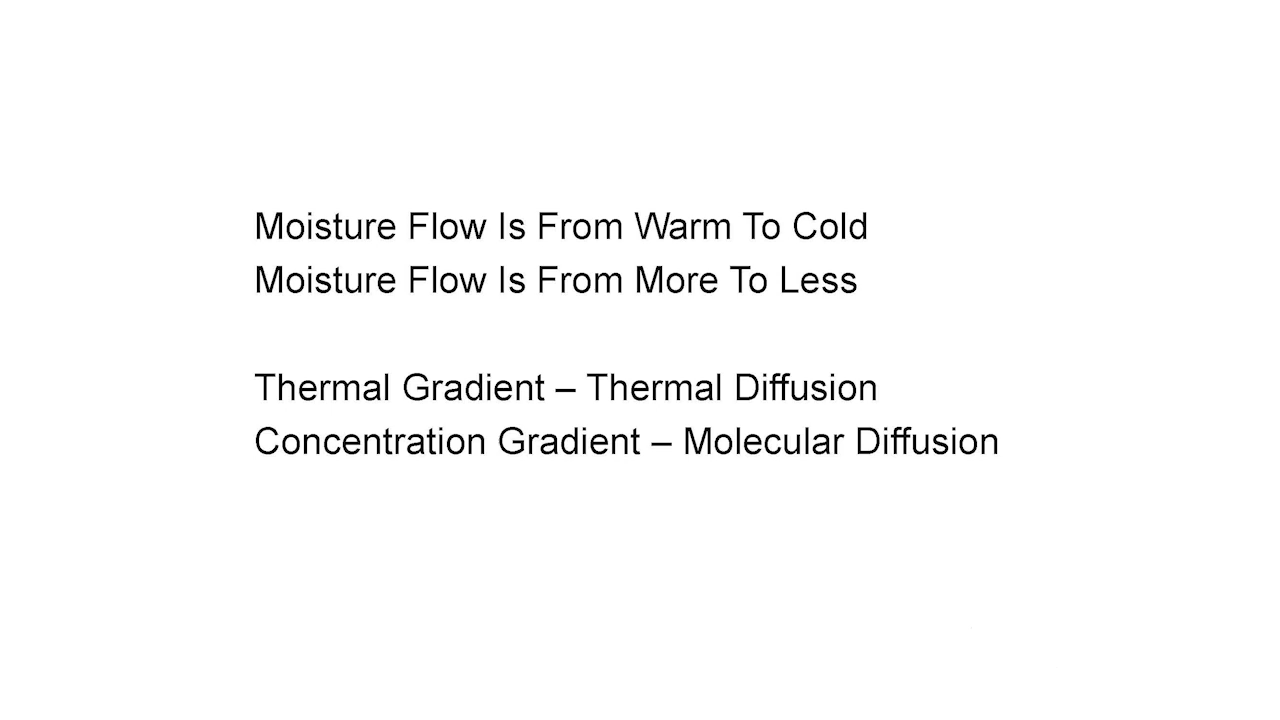 Moisture Flow Is From Warm To Cold
Moisture Flow Is From More To Less
Thermal Gradient – Thermal Diffusion
Concentration Gradient – Molecular Diffusion